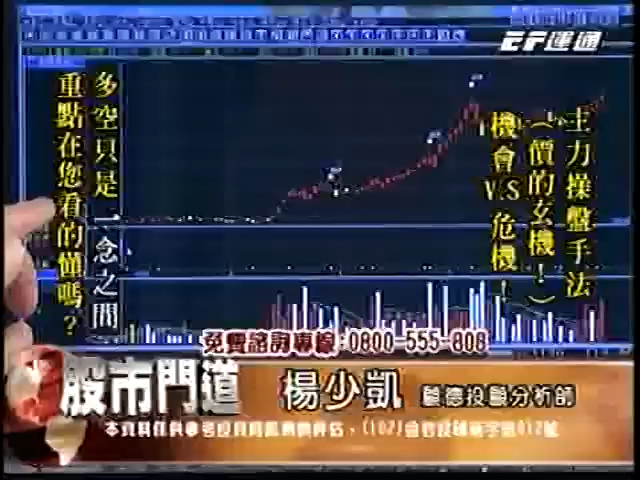 EF運通
主力操盤手法
(價的玄機!)
機會V.S危機!
多空只是一念之間,
重點在您看的懂嗎?
免費諮詢專線:0800-555-808
股市門道
楊少凱
顧德投顧分析師